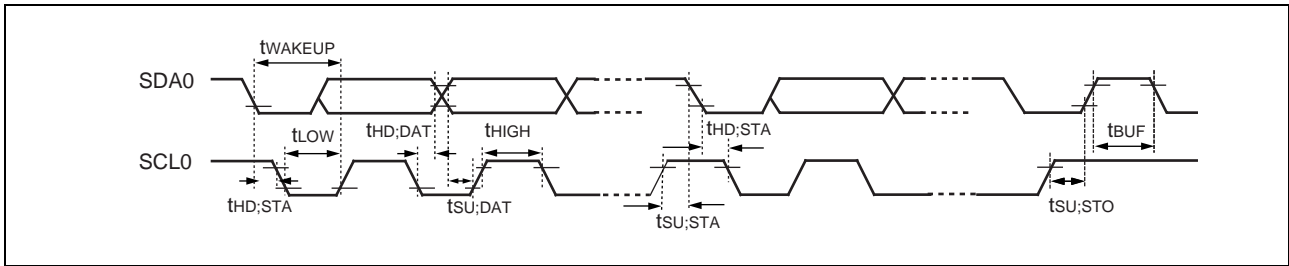 tWAKEUP
SDA0
tLOW
tHD;DAT
tHIGH
tHD;STA
tBUF
SCL0
tHD;STA
tSU;DAT
tSU;STA
tSU;STO